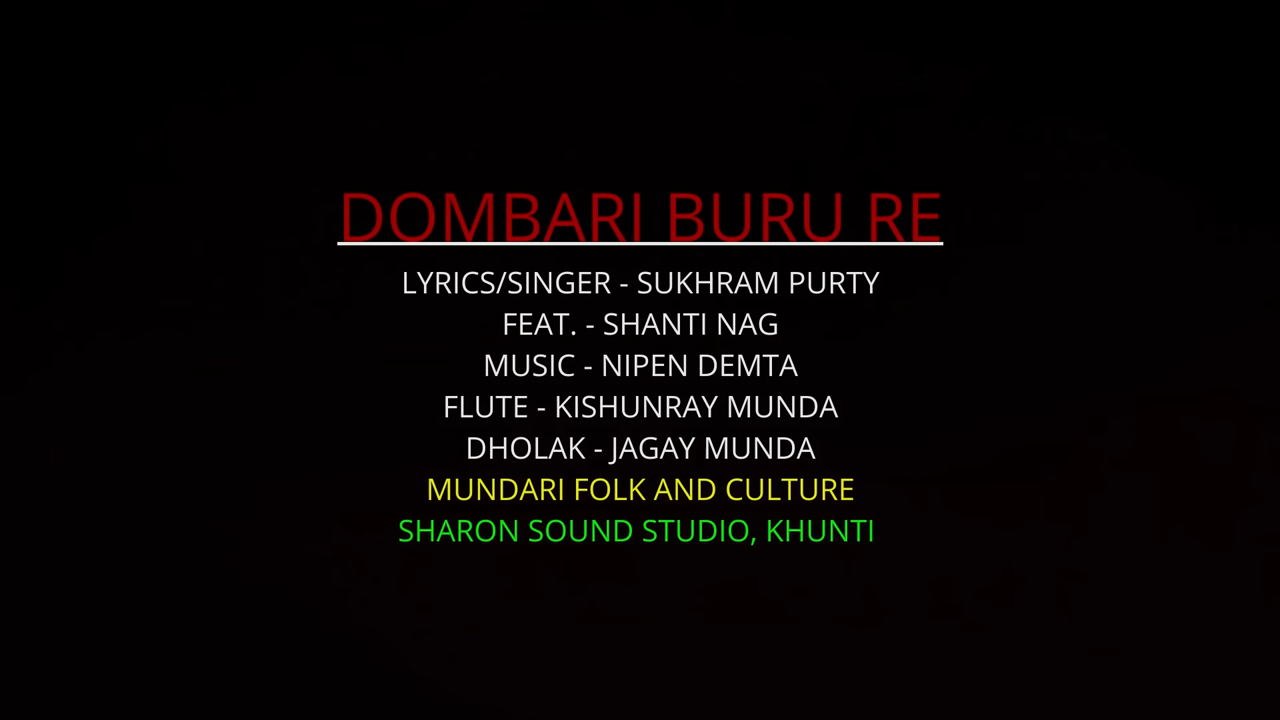 DOMBARI BURU RE
LYRICS/SINGER - SUKHRAM PURTY
FEAT. - SHANTI NAG
MUSIC - NIPEN DEMTA
FLUTE - KISHUNRAY MUNDA
DHOLAK - JAGAY MUNDA
MUNDARI FOLK AND CULTURE
SHARON SOUND STUDIO, KHUNTI